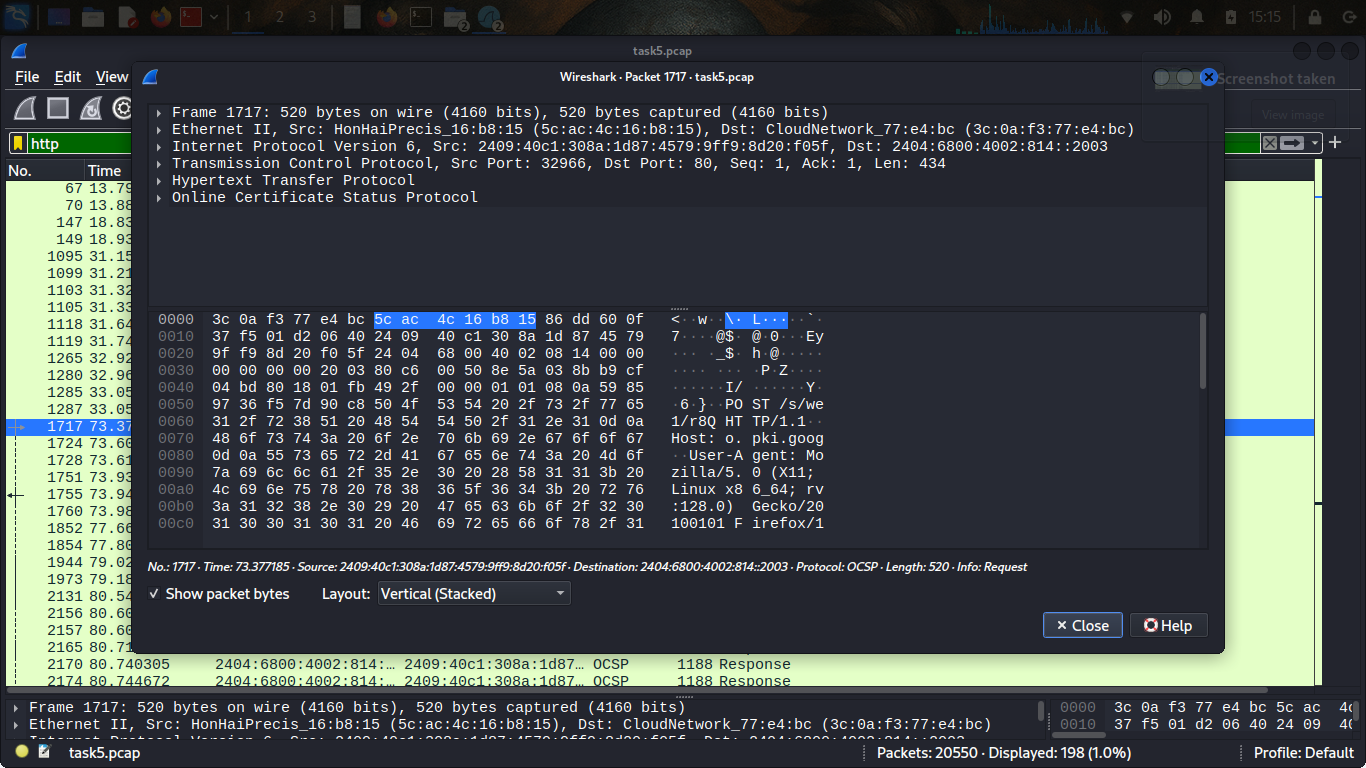 1 2 3 2 2 15:15
task5.pcap
Wireshark · Packet 1717 · task5.pcap
Screenshot taken
View image
File Edit View
http
No. Time
67 13.79
70 13.88
147 18.83
149 18.93
1095 31.15
1099 31.21
1103 31.32
1105 31.33
1118 31.64
1119 31.74
1265 32.92
1280 32.96
1285 33.05
1287 33.05
1717 73.37
1724 73.60
1728 73.61
1751 73.93
1755 73.94
1760 73.98
1852 77.66
1854 77.80
1944 79.02
1973 79.18
2131 80.54
2156 80.60
2157 80.60
2165 80.71
2170 80.740305 2404:6800:4002:814:… 2409:40c1:308a:1d87… OCSP 1188 Response
2174 80.744672 2404:6800:4002:814:… 2409:40c1:308a:1d87… OCSP 1188 Response
Frame 1717: 520 bytes on wire (4160 bits), 520 bytes captured (4160 bits)
Ethernet II, Src: HonHaiPrecis_16:b8:15 (5c:ac:4c:16:b8:15), Dst: CloudNetwork_77:e4:bc (3c:0a:f3:77:e4:bc)
Internet Protocol Version 6, Src: 2409:40c1:308a:1d87:4579:9ff9:8d20:f05f, Dst: 2404:6800:4002:814::2003
Transmission Control Protocol, Src Port: 32966, Dst Port: 80, Seq: 1, Ack: 1, Len: 434
Hypertext Transfer Protocol
Online Certificate Status Protocol
0000 3c 0a f3 77 e4 bc 5c ac 4c 16 b8 15 86 dd 60 0f <··w··\· L·····`·
0010 37 f5 01 d2 06 40 24 09 40 c1 30 8a 1d 87 45 79 7····@$· @·0···Ey
0020 9f f9 8d 20 f0 5f 24 04 68 00 40 02 08 14 00 00 ··· ·_$· h·@·····
0030 00 00 00 00 20 03 80 c6 00 50 8e 5a 03 8b b9 cf ···· ··· ·P·Z····
0040 04 bd 80 18 01 fb 49 2f 00 00 01 01 08 0a 59 85 ······I/ ······Y·
0050 97 36 f5 7d 90 c8 50 4f 53 54 20 2f 73 2f 77 65 ·6·}··PO ST /s/we
0060 31 2f 72 38 51 20 48 54 54 50 2f 31 2e 31 0d 0a 1/r8Q HT TP/1.1··
0070 48 6f 73 74 3a 20 6f 2e 70 6b 69 2e 67 6f 6f 67 Host: o. pki.goog
0080 0d 0a 55 73 65 72 2d 41 67 65 6e 74 3a 20 4d 6f ··User-A gent: Mo
0090 7a 69 6c 6c 61 2f 35 2e 30 20 28 58 31 31 3b 20 zilla/5. 0 (X11;
00a0 4c 69 6e 75 78 20 78 38 36 5f 36 34 3b 20 72 76 Linux x8 6_64; rv
00b0 3a 31 32 38 2e 30 29 20 47 65 63 6b 6f 2f 32 30 :128.0) Gecko/20
00c0 31 30 30 31 30 31 20 46 69 72 65 66 6f 78 2f 31 100101 F irefox/1
No.: 1717 · Time: 73.377185 · Source: 2409:40c1:308a:1d87:4579:9ff9:8d20:f05f · Destination: 2404:6800:4002:814::2003 · Protocol: OCSP · Length: 520 · Info: Request
Show packet bytes Layout: Vertical (Stacked)
Close Help
Frame 1717: 520 bytes on wire (4160 bits), 520 bytes captured (4160 bits)
Ethernet II, Src: HonHaiPrecis_16:b8:15 (5c:ac:4c:16:b8:15), Dst: CloudNetwork_77:e4:bc (3c:0a:f3:77:e4:bc)
0000 3c 0a f3 77 e4 bc 5c ac 4c
0010 37 f5 01 d2 06 40 24 09 40
task5.pcap Packets: 20550 · Displayed: 198 (1.0%) Profile: Default